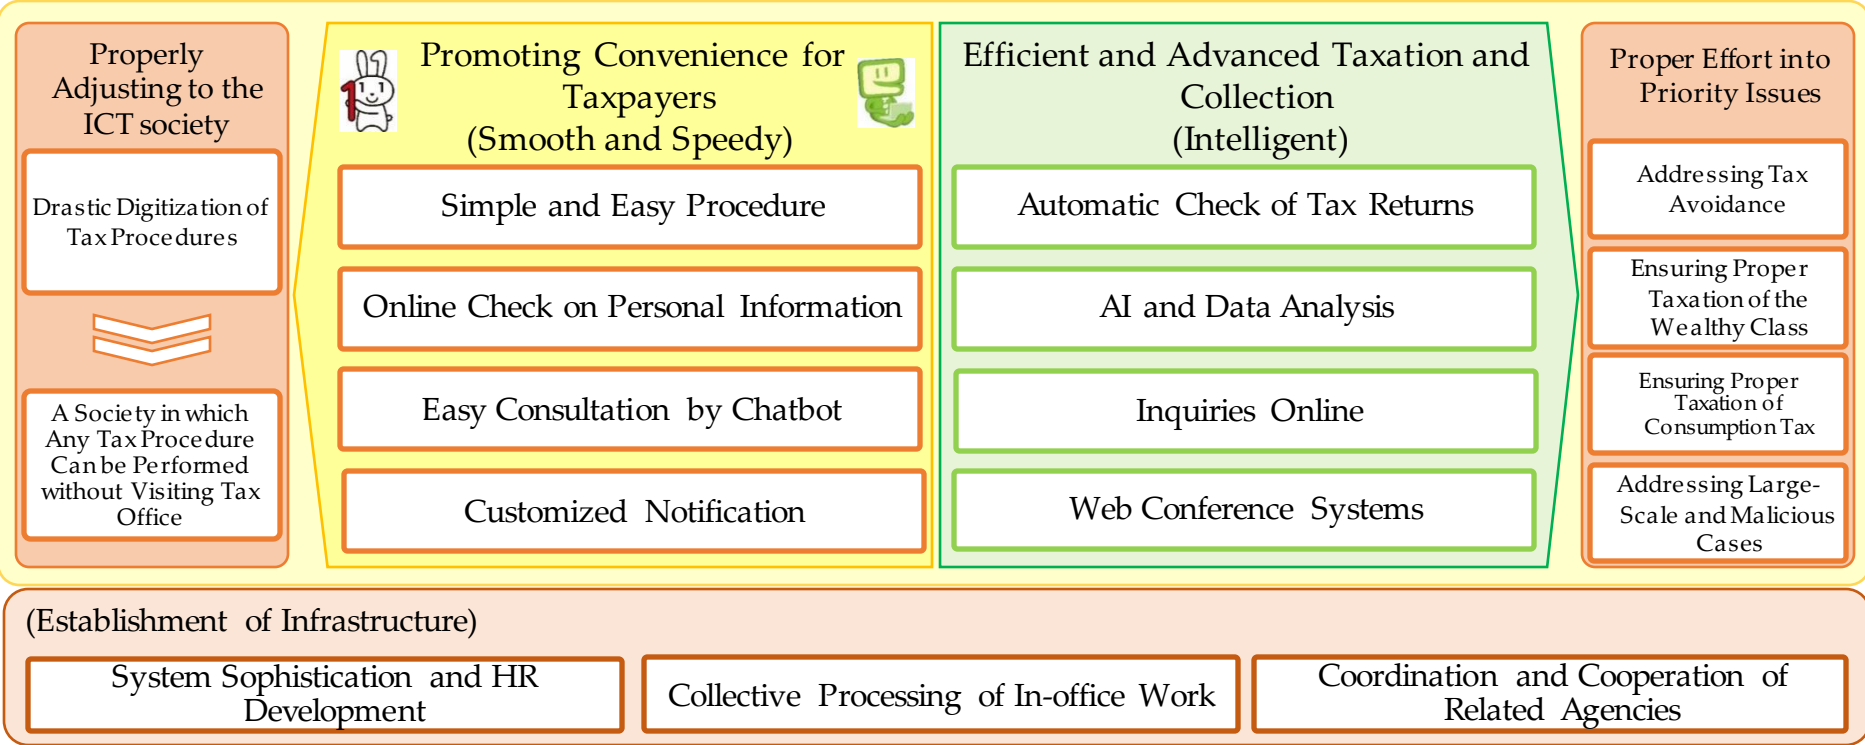 Properly
Adjusting to the
ICT society
Drastic Digitization of
Tax Procedures
A Society in which
Any Tax Procedure
Can be Performed
without Visiting Tax
Office
Promoting Convenience for
Taxpayers
(Smooth and Speedy)
1
Simple and Easy Procedure
Online Check on Personal Information
Easy Consultation by Chatbot
Customized Notification
Efficient and Advanced Taxation and
Collection
(Intelligent)
Automatic Check of Tax Returns
AI and Data Analysis
Inquiries Online
Web Conference Systems
Proper Effort into
Priority Issues
Addressing Tax
Avoidance
Ensuring Proper
Taxation of the
Wealthy Class
Ensuring Proper
Taxation of
Consumption Tax
Addressing Large-
Scale and Malicious
Cases
(Establishment of Infrastructure)
System Sophistication and HR
Development
Collective Processing of In-office Work
Coordination and Cooperation of
Related Agencies